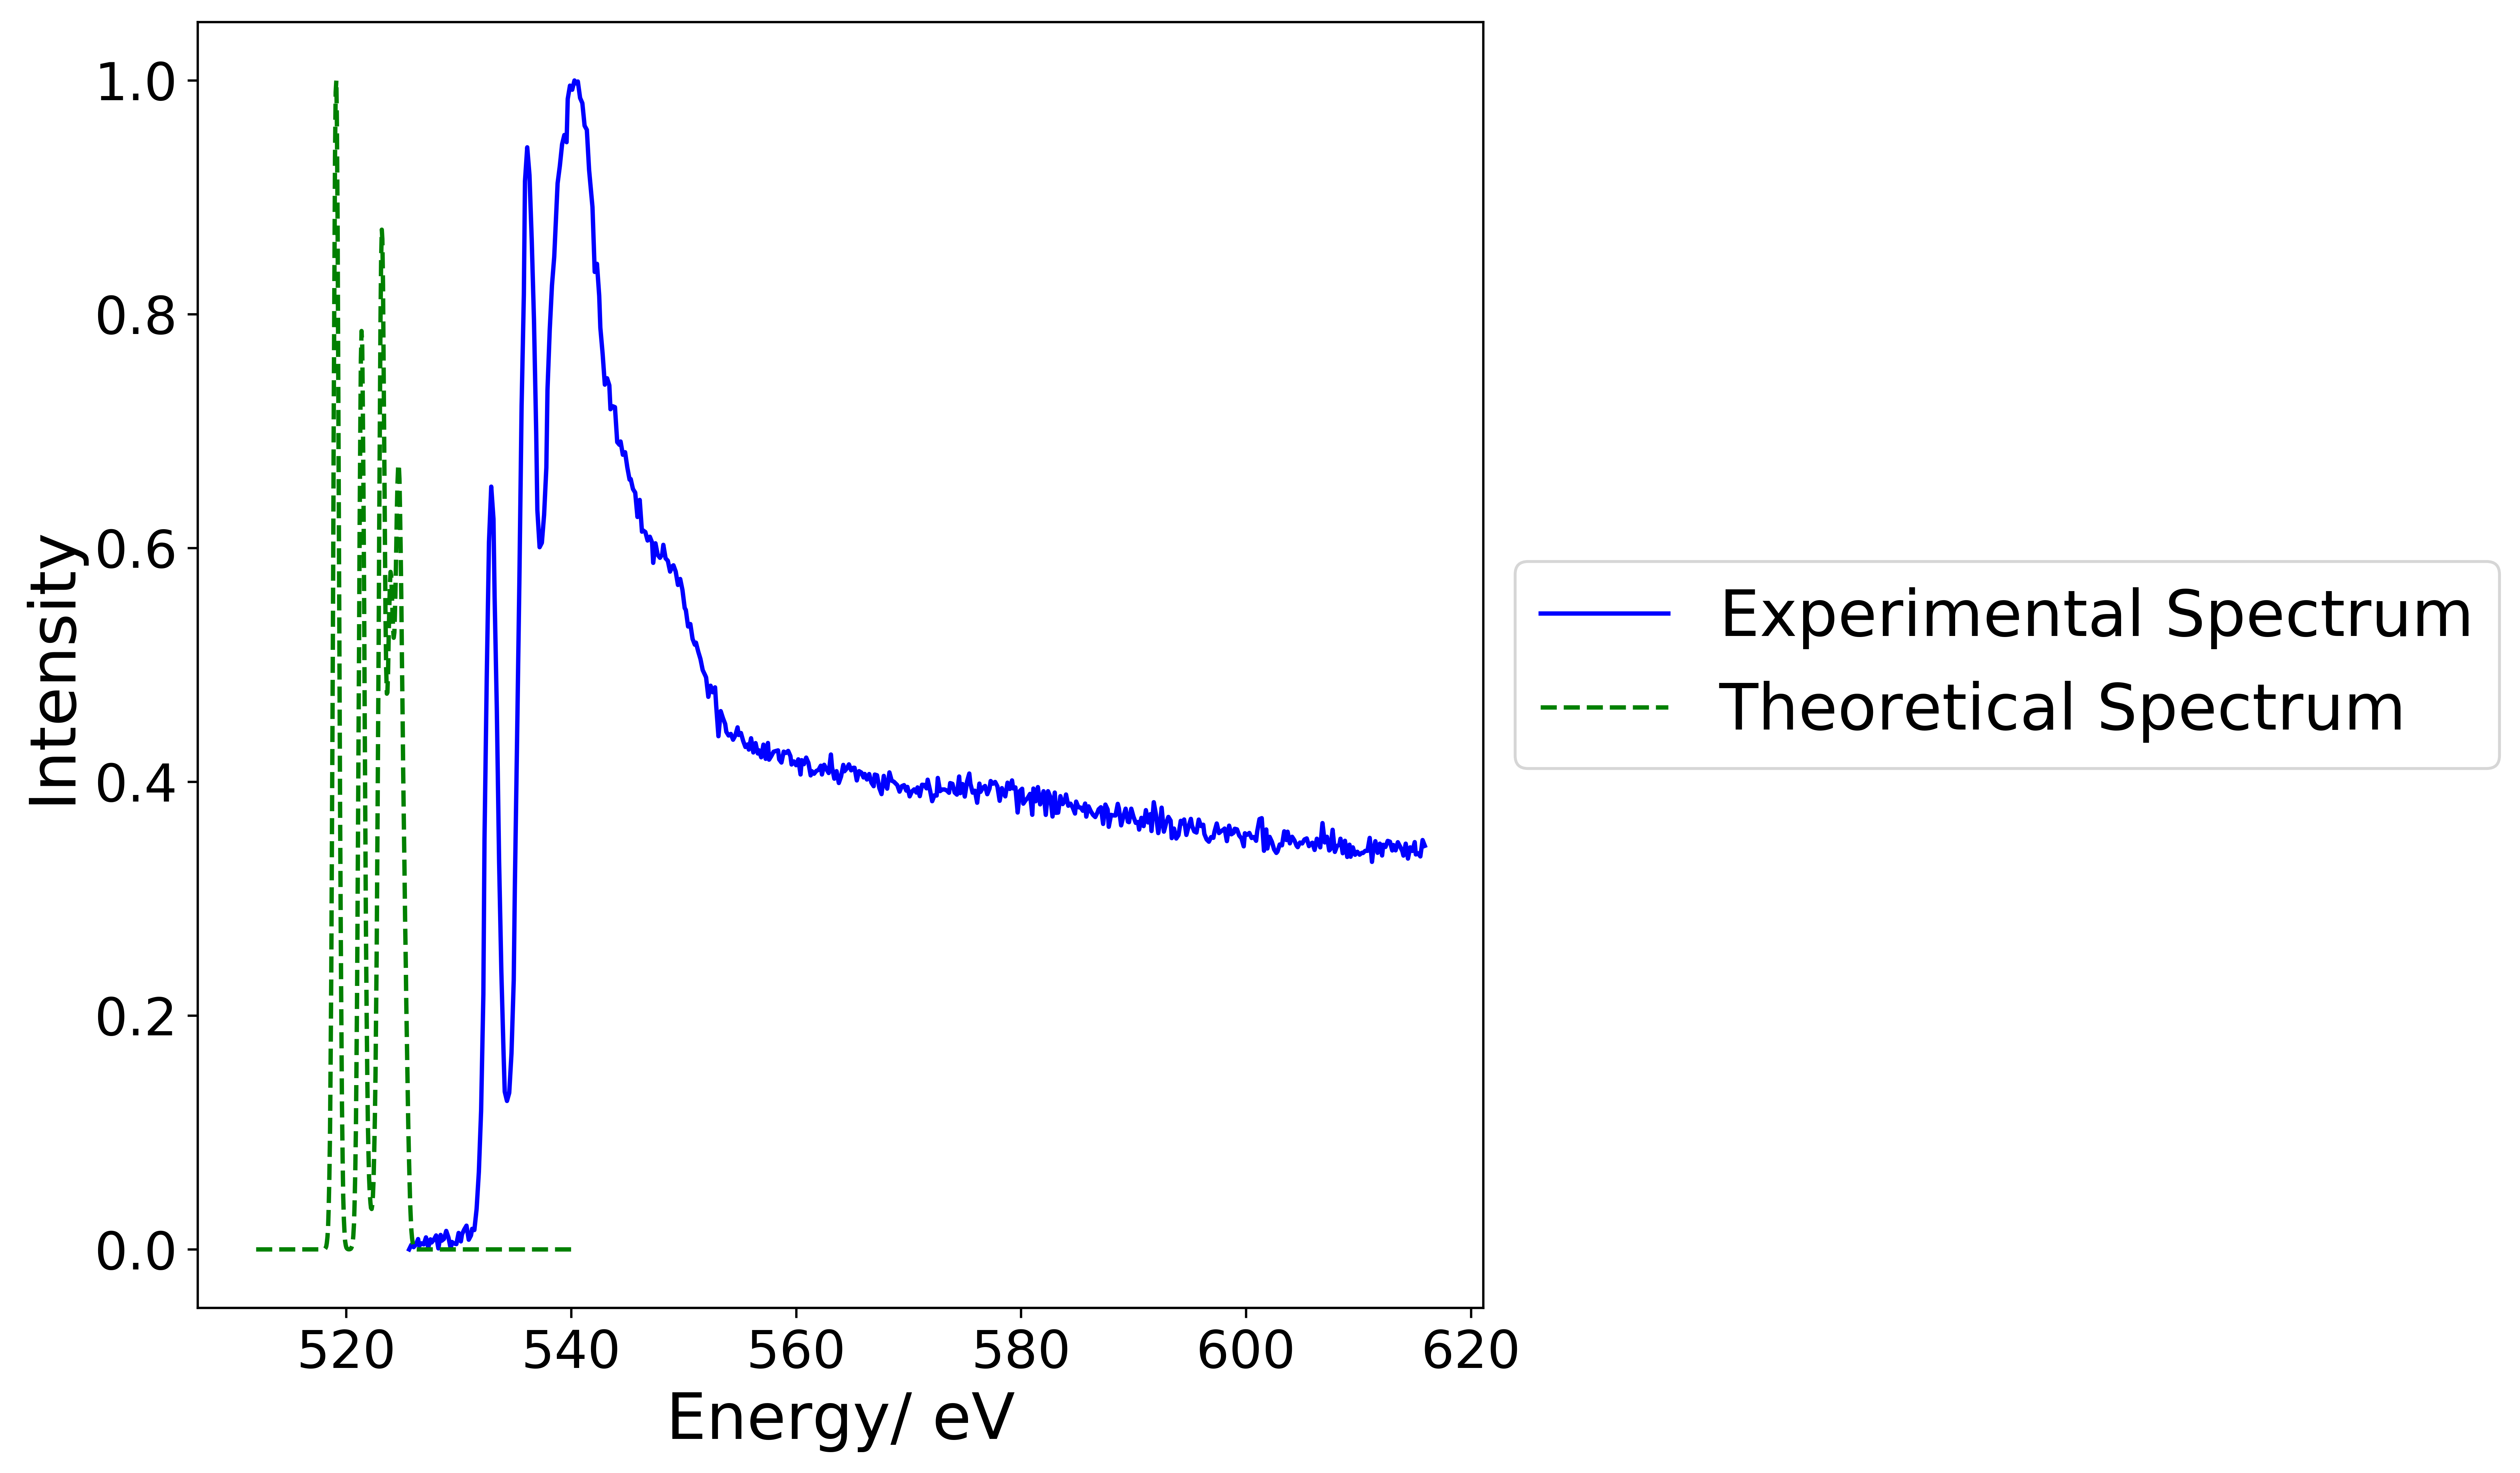 1.0
0.8
0.6
0.4
0.2
0.0
Intensity
520 540 560 580 600 620
Energy/ eV
Experimental Spectrum
Theoretical Spectrum